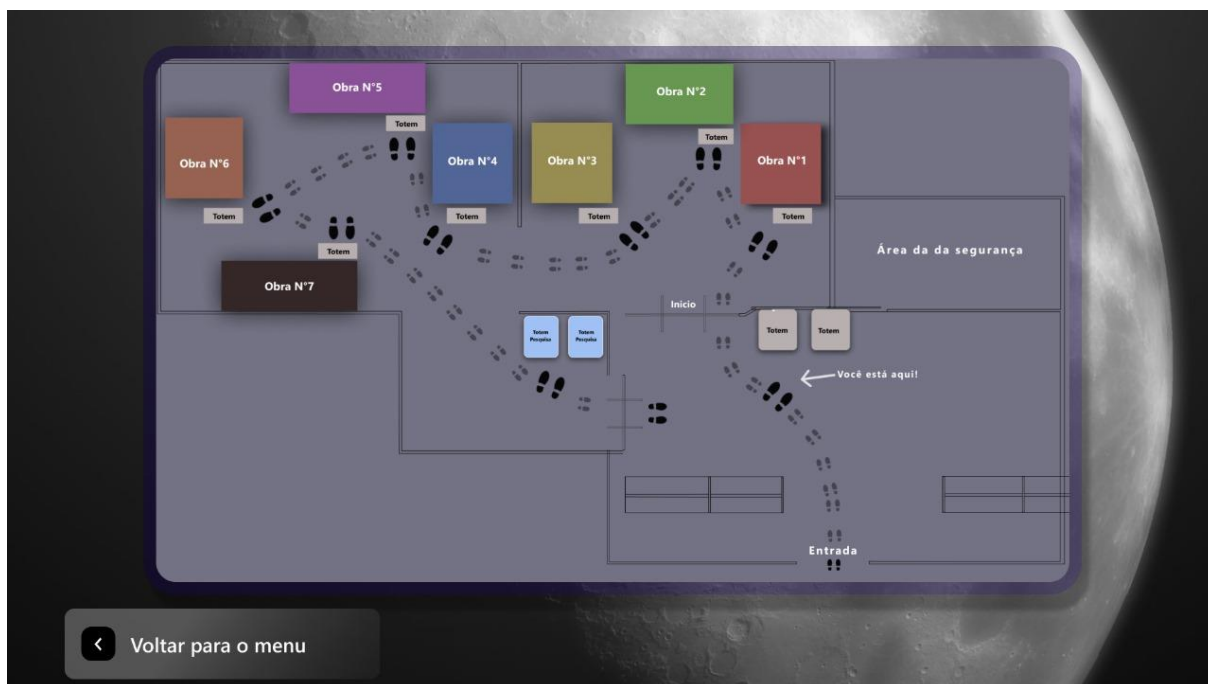 Obra N°5
Obra N°2
Totem
Totem
Obra N°6
Obra N°4
Obra N°3
Obra N°1
Totem
Totem
Totem
Totem
Totem
Área da da segurança
Obra N°7
Inicio
Totem
Pesquisa
Totem
Pesquisa
Totem
Totem
Você está aqui!
Entrada
Voltar para o menu